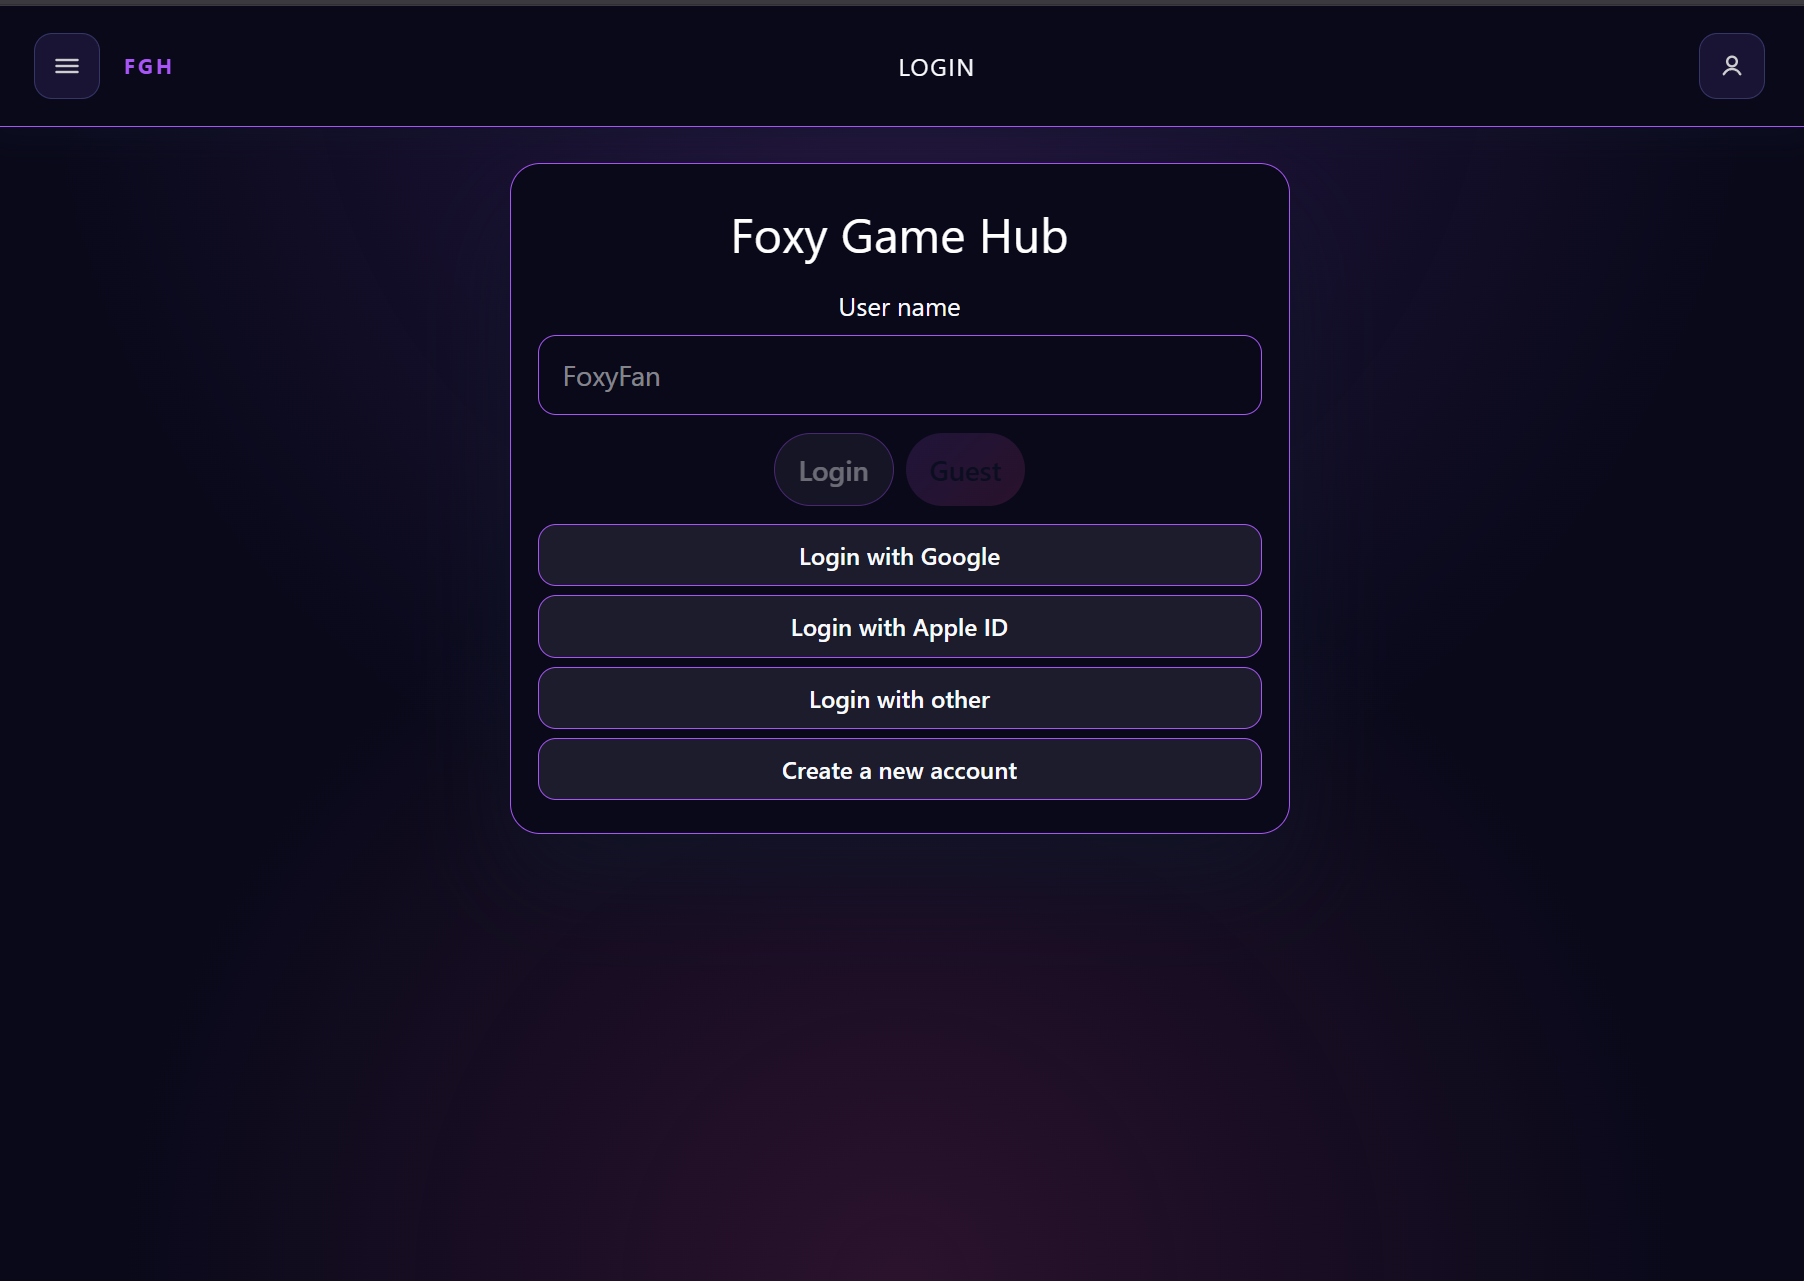 FGH
LOGIN
Foxy Game Hub
User name
FoxyFan
Login
Guest
Login with Google
Login with Apple ID
Login with other
Create a new account